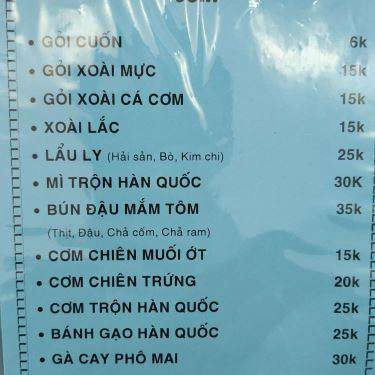 • GỎI CUỐN 6k
• GỎI XOÀI MỰC 15k
• GỎI XOÀI CÁ CƠM 15k
• XOÀI LẮC 15k
• LẨU LY (Hải sản, Bò, Kim chi) 25k
• MÌ TRỘN HÀN QUỐC 30K
• BÚN ĐẬU MẮM TÔM 35k
(Thịt, Đậu, Chả cốm, Chả ram)
• CƠM CHIÊN MUỐI ỚT 15k
• CƠM CHIÊN TRỨNG 20k
• CƠM TRỘN HÀN QUỐC 25k
• BÁNH GẠO HÀN QUỐC 25k
• GÀ CAY PHÔ MAI 30k